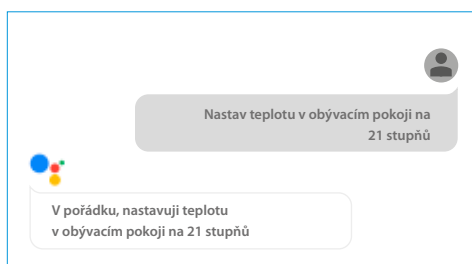 Nastav teplotu v obývacím pokoji na
21 stupňů
V pořádku, nastavuji teplotu
v obývacím pokoji na 21 stupňů